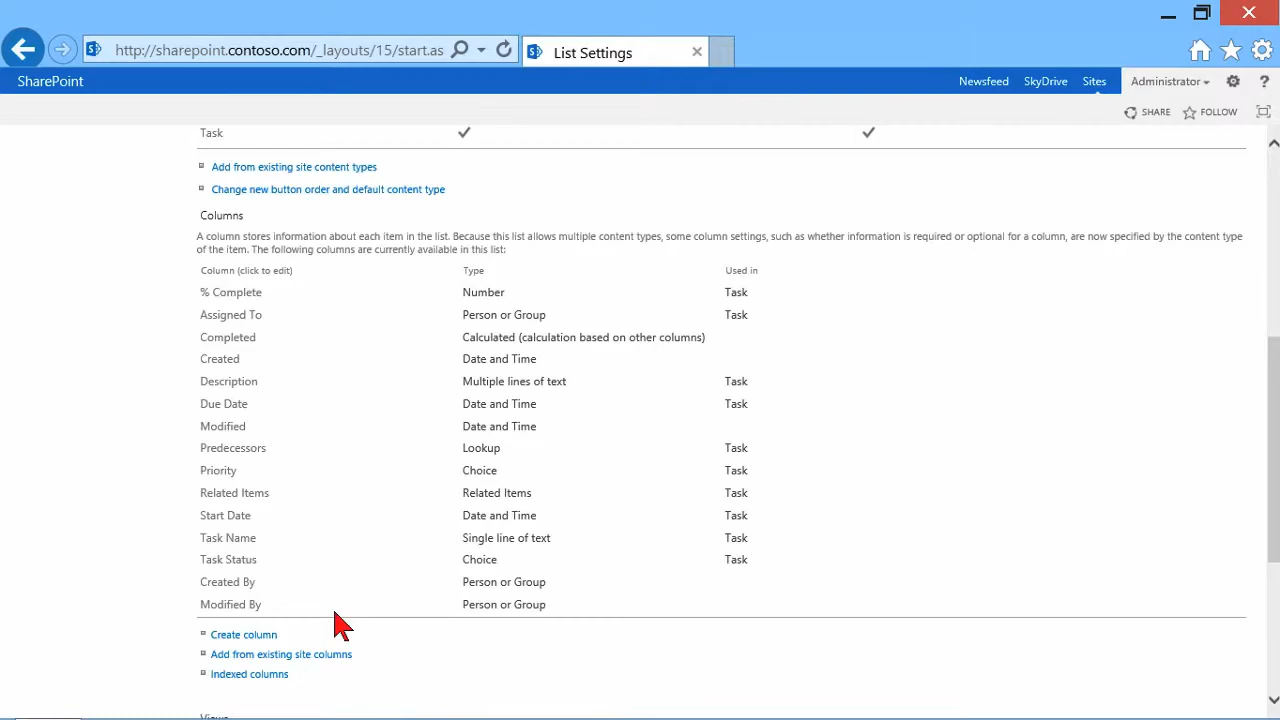 http://sharepoint.contoso.com/_layouts/15/start.as
List Settings
SharePoint
Newsfeed SkyDrive Sites Administrator ?
SHARE FOLLOW
Task
Add from existing site content types
Change new button order and default content type
Columns
A column stores information about each item in the list. Because this list allows multiple content types, some column settings, such as whether information is required or optional for a column, are now specified by the content type
of the item. The following columns are currently available in this list:
Column (click to edit) Type Used in
% Complete Number Task
Assigned To Person or Group Task
Completed Calculated (calculation based on other columns)
Created Date and Time
Description Multiple lines of text Task
Due Date Date and Time Task
Modified Date and Time
Predecessors Lookup Task
Priority Choice Task
Related Items Related Items Task
Start Date Date and Time Task
Task Name Single line of text Task
Task Status Choice Task
Created By Person or Group
Modified By Person or Group
Create column
Add from existing site columns
Indexed columns
Views